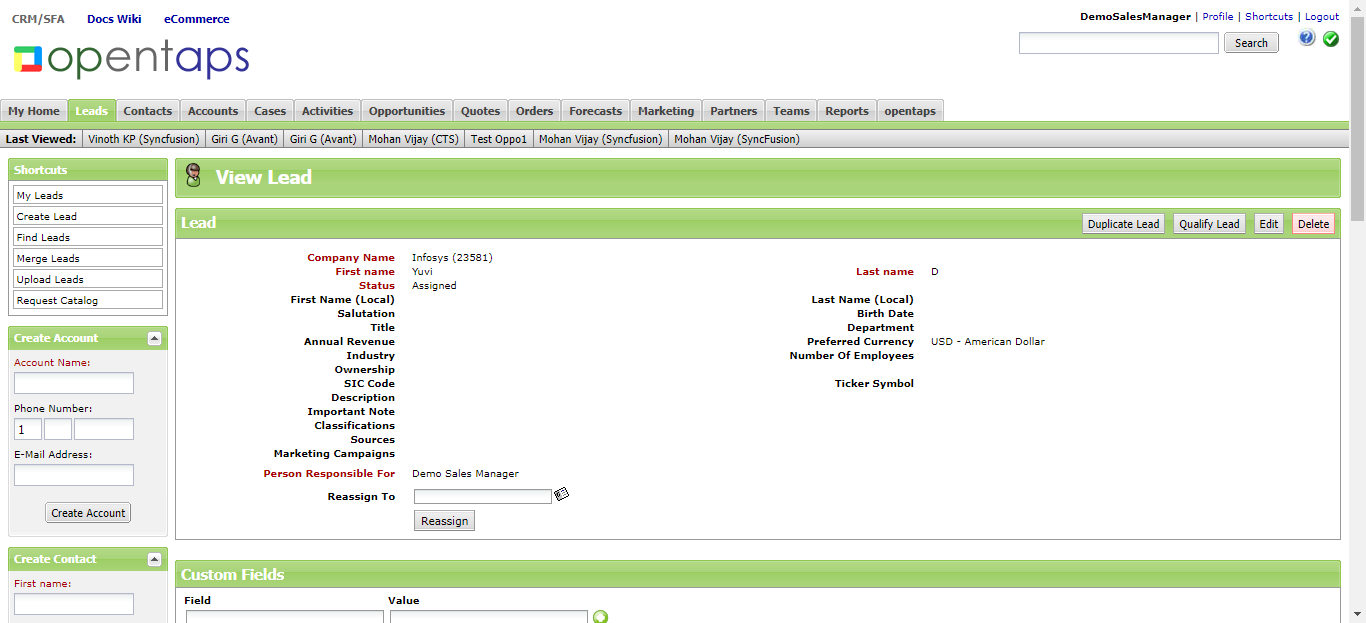 CRM/SFA Docs Wiki eCommerce
DemoSalesManager | Profile | Shortcuts | Logout
opentaps
Search
My Home Leads Contacts Accounts Cases Activities Opportunities Quotes Orders Forecasts Marketing Partners Teams Reports opentaps
Last Viewed: Vinoth KP (Syncfusion) Giri G (Avant) Giri G (Avant) Mohan Vijay (CTS) Test Oppo1 Mohan Vijay (Syncfusion) Mohan Vijay (SyncFusion)
Shortcuts
My Leads
Create Lead
Find Leads
Merge Leads
Upload Leads
Request Catalog
Create Account
Account Name:
Phone Number:
1
E-Mail Address:
Create Account
Create Contact
First name:
View Lead
Lead Duplicate Lead Qualify Lead Edit Delete
Company Name Infosys (23581)
First name Yuvi Last name D
Status Assigned
First Name (Local) Last Name (Local)
Salutation Birth Date
Title Department
Annual Revenue Preferred Currency USD - American Dollar
Industry Number Of Employees
Ownership
SIC Code Ticker Symbol
Description
Important Note
Classifications
Sources
Marketing Campaigns
Person Responsible For Demo Sales Manager
Reassign To
Reassign
Custom Fields
Field Value